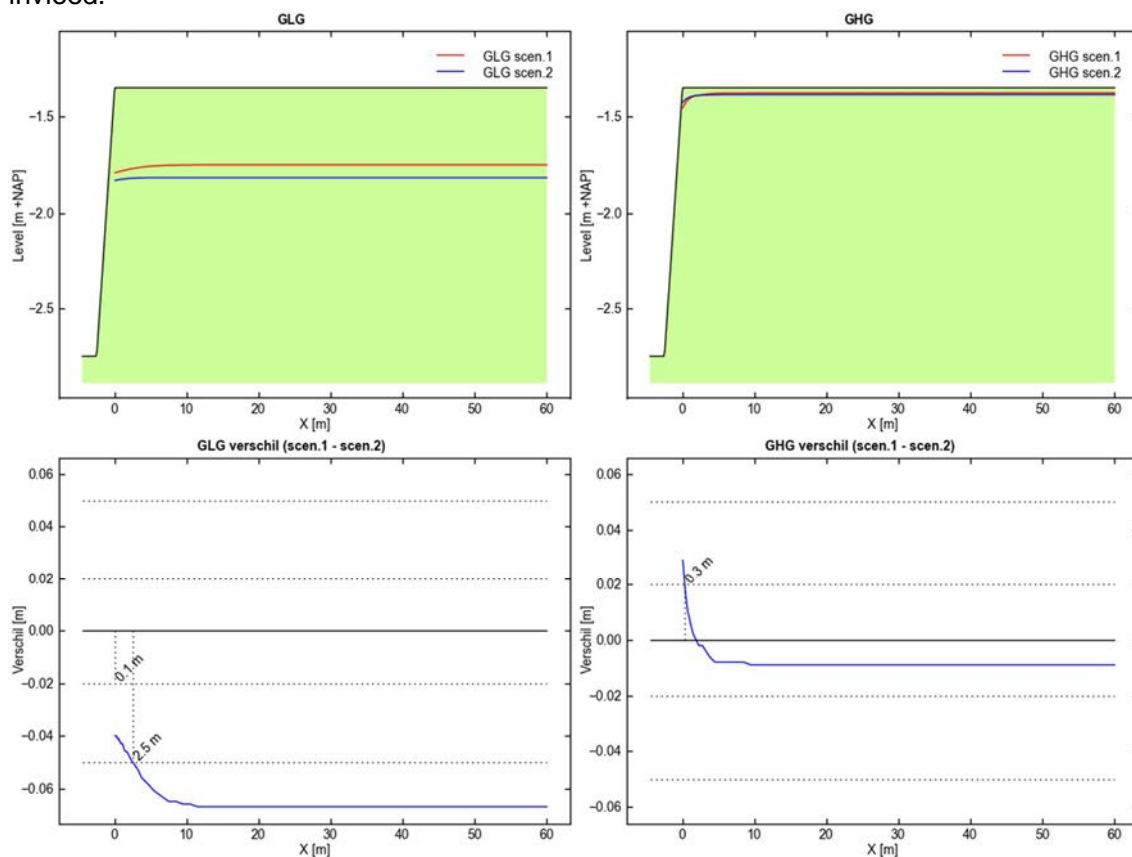 invloed.
GLG
GLG scen.1
GLG scen.2
Level [m +NAP]
−1.5
−2.0
−2.5
0 10 20 30 40 50 60
X [m]
GHG
GHG scen.1
GHG scen.2
Level [m +NAP]
−1.5
−2.0
−2.5
0 10 20 30 40 50 60
X [m]
GLG verschil (scen.1 - scen.2)
Verschil [m]
0.06
0.04
0.02
0.00
−0.02
−0.04
−0.06
0.1 m
2.5 m
0 10 20 30 40 50 60
X [m]
GHG verschil (scen.1 - scen.2)
Verschil [m]
0.06
0.04
0.02
0.00
−0.02
−0.04
−0.06
0.3 m
0 10 20 30 40 50 60
X [m]